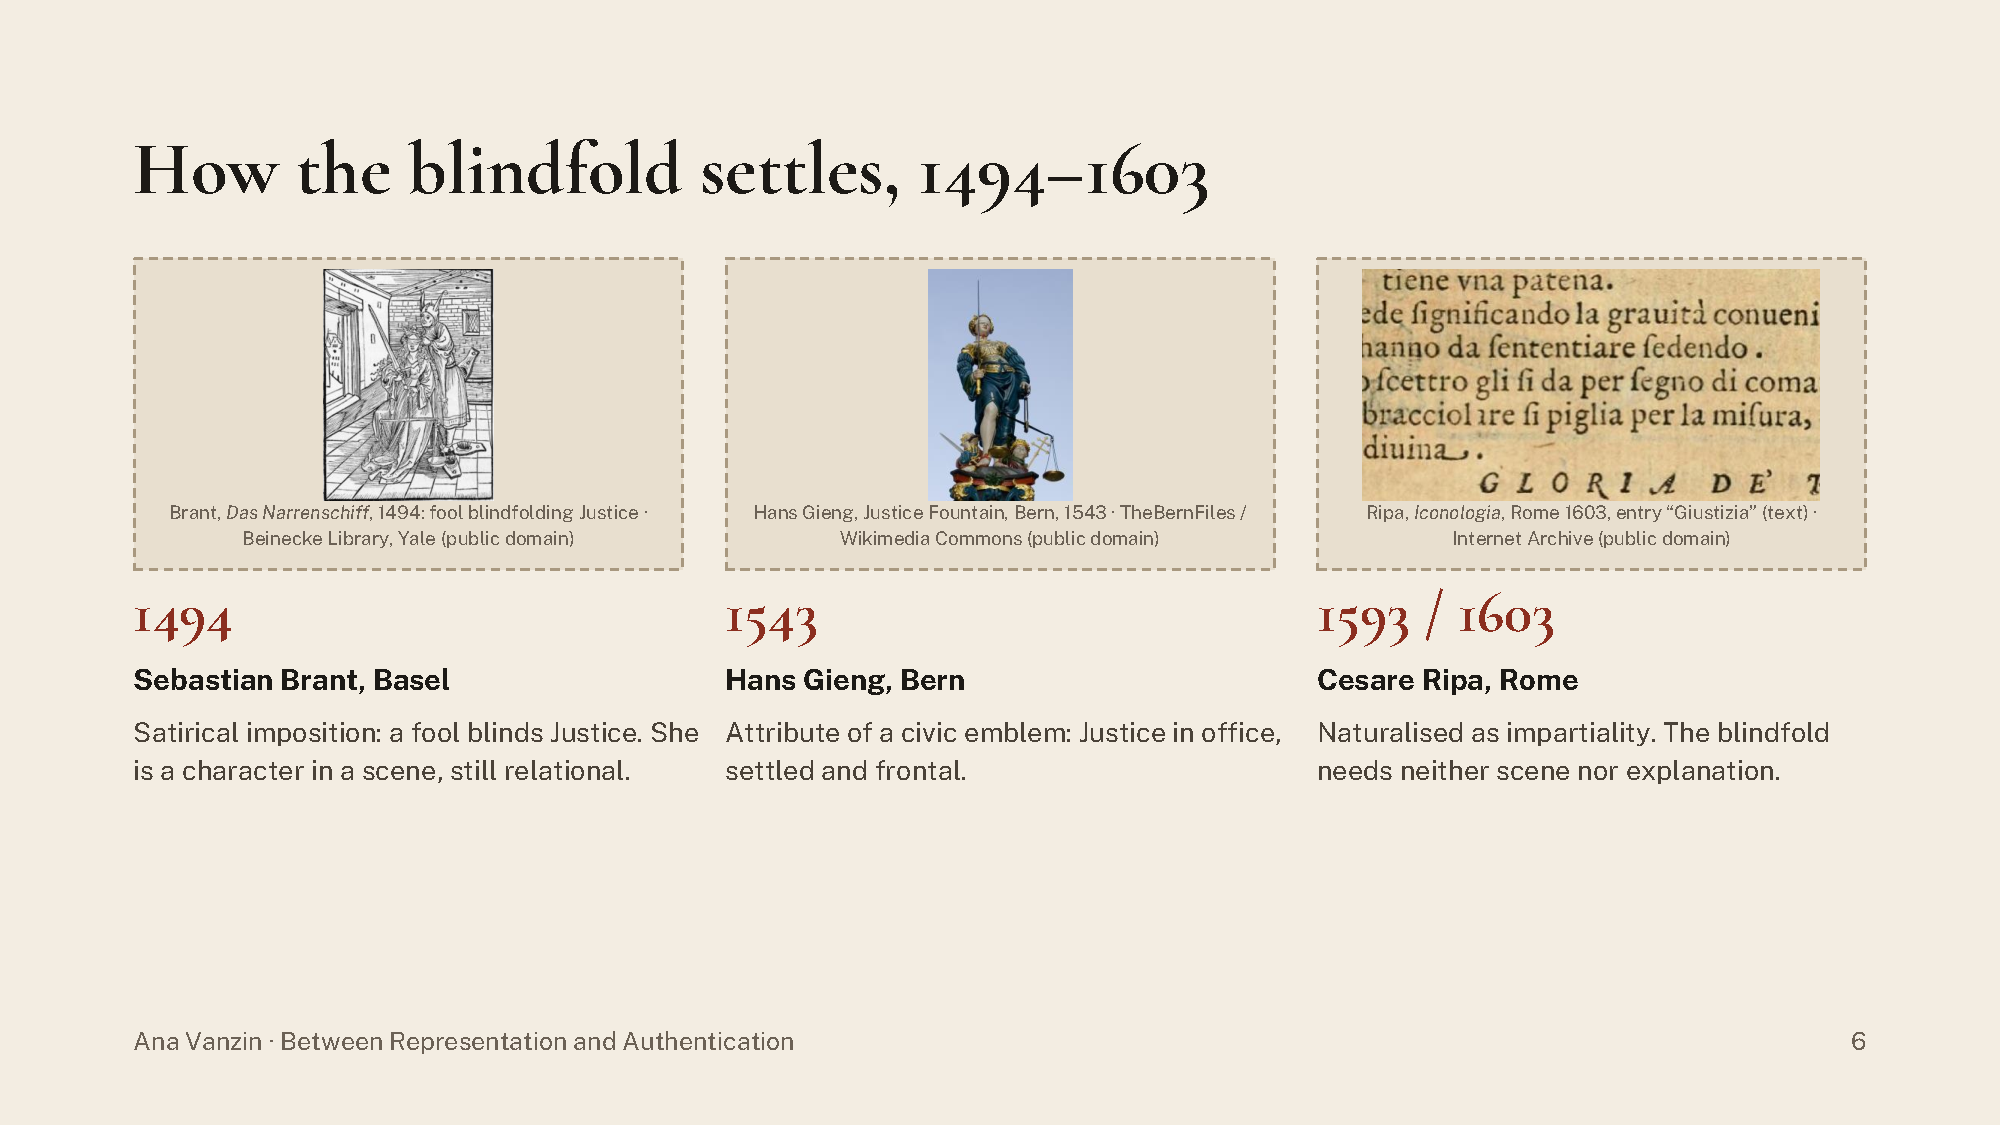 How the blindfold settles, 1494–1603
tiene vna patena.
ede ſignificando la grauità conueni
hanno da ſententiare ſedendo.
ſcettro gli ſi da per ſegno di coma
ſi piglia per la miſura,
diuina.
GLORIA DE'
Brant, Das Narrenschiff, 1494: fool blindfolding Justice ·
Beinecke Library, Yale (public domain)
Hans Gieng, Justice Fountain, Bern, 1543 · TheBernFiles /
Wikimedia Commons (public domain)
Ripa, Iconologia, Rome 1603, entry “Giustizia” (text) ·
Internet Archive (public domain)
1494
Sebastian Brant, Basel
Satirical imposition: a fool blinds Justice. She
is a character in a scene, still relational.
1543
Hans Gieng, Bern
Attribute of a civic emblem: Justice in office,
settled and frontal.
1593 / 1603
Cesare Ripa, Rome
Naturalised as impartiality. The blindfold
needs neither scene nor explanation.
Ana Vanzin · Between Representation and Authentication
6